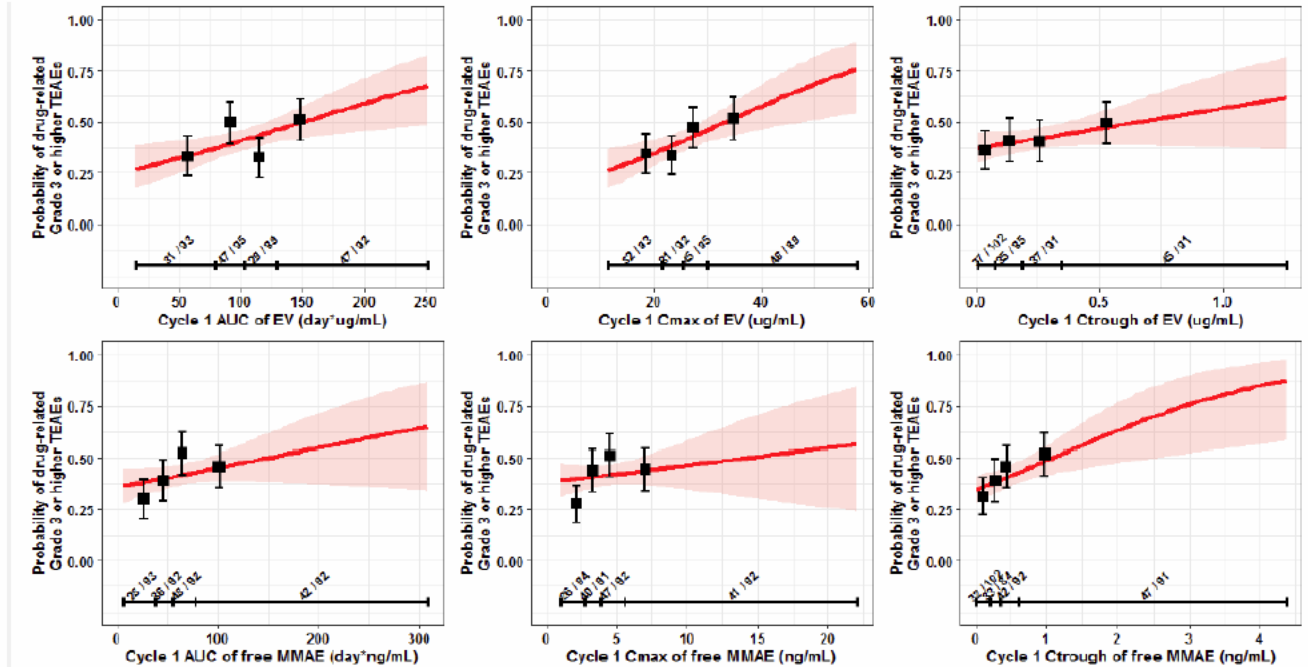 Probability of drug-related
Grade 3 or higher TEAEs
1.00
0.75
0.50
0.25
0.00
31 / 93
47 / 95
47 / 92
0
50
100
150
200
250
Cycle 1 AUC of EV (day*ug/mL)
Probability of drug-related
Grade 3 or higher TEAEs
1.00
0.75
0.50
0.25
0.00
32 / 93
31 / 92
45 / 95
0
20
40
60
Cycle 1 Cmax of EV (ug/mL)
Probability of drug-related
Grade 3 or higher TEAEs
1.00
0.75
0.50
0.25
0.00
37 / 102
37 / 91
45 / 91
0.0
0.5
1.0
Cycle 1 Ctrough of EV (ug/mL)
Probability of drug-related
Grade 3 or higher TEAEs
1.00
0.75
0.50
0.25
0.00
36 / 92
48 / 92
42 / 92
0
100
200
300
Cycle 1 AUC of free MMAE (day*ng/mL)
Probability of drug-related
Grade 3 or higher TEAEs
1.00
0.75
0.50
0.25
0.00
40 / 91
47 / 92
41 / 92
0
5
10
15
20
Cycle 1 Cmax of free MMAE (ng/mL)
Probability of drug-related
Grade 3 or higher TEAEs
1.00
0.75
0.50
0.25
0.00
42 / 92
47 / 91
0
1
2
3
4
Cycle 1 Ctrough of free MMAE (ng/mL)